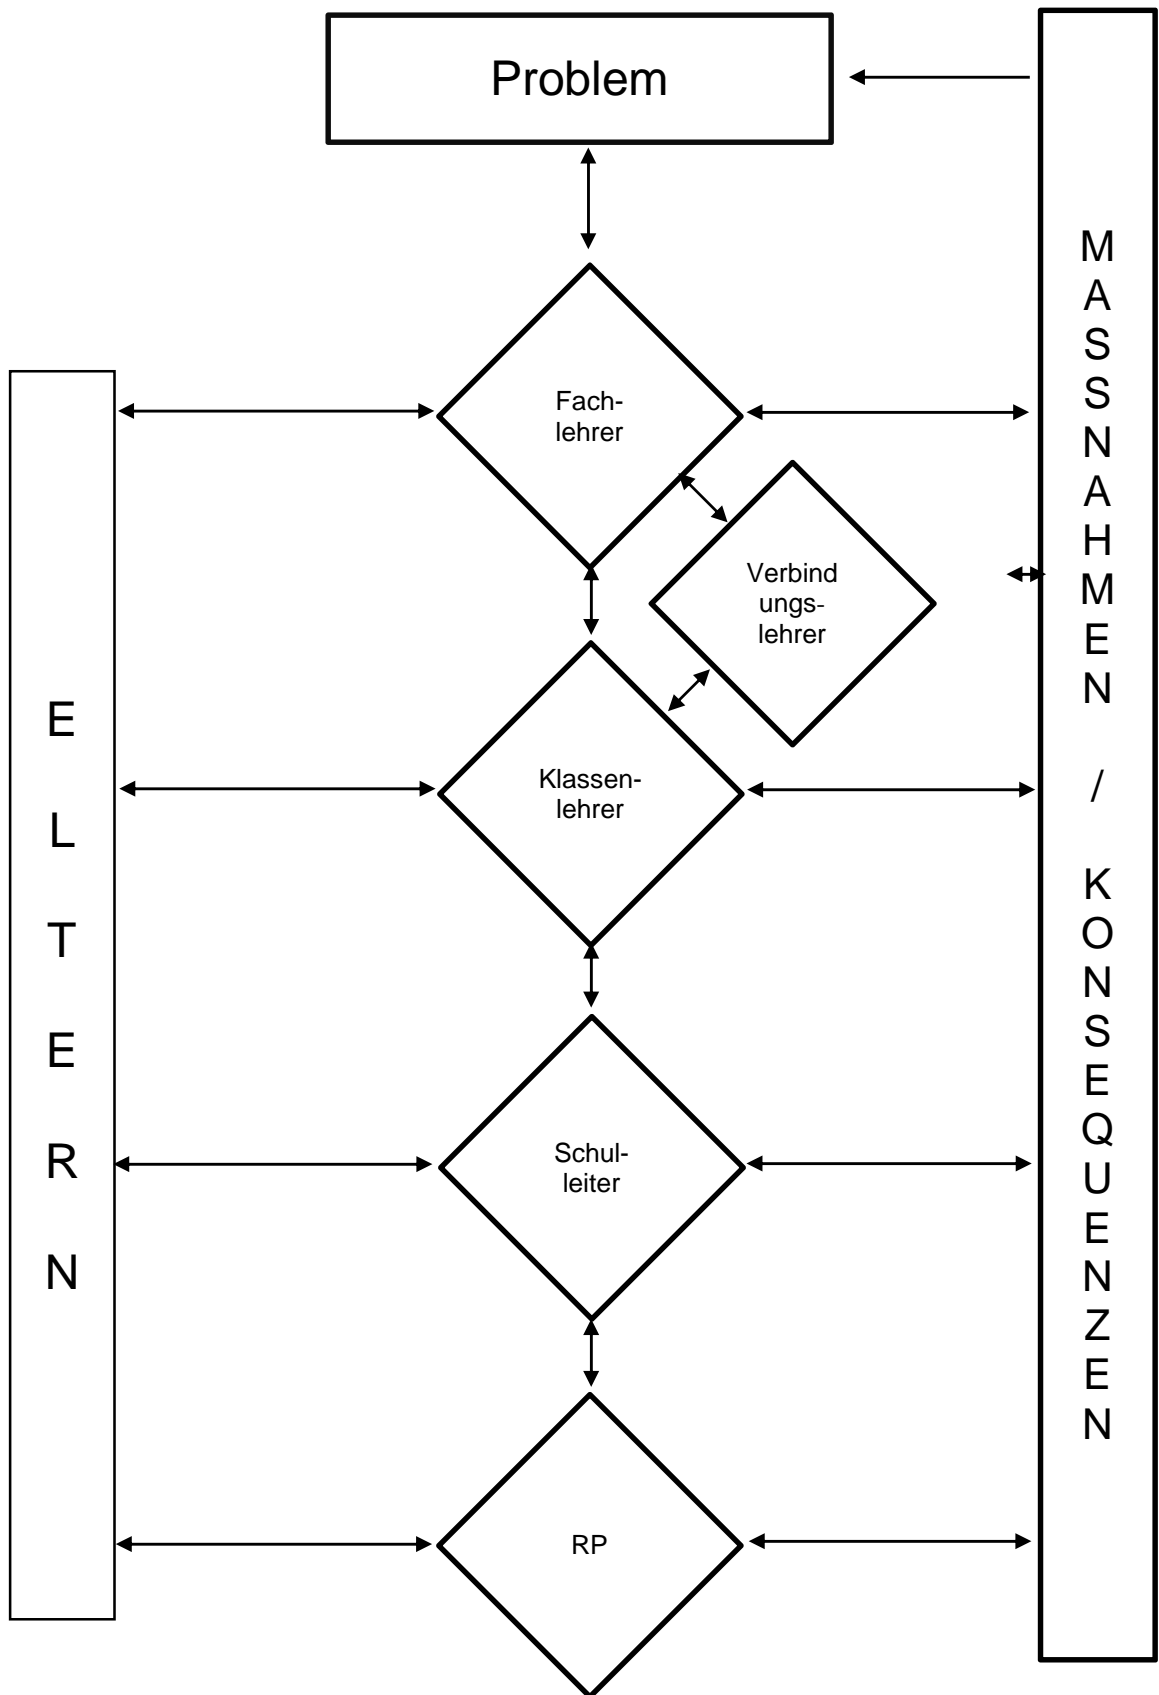 Problem
Fach-
lehrer
Verbind
ungs-
lehrer
Klassen-
lehrer
Schul-
leiter
RP
E
L
T
E
R
N
M
A
S
S
N
A
H
M
E
N
/
K
O
N
S
E
Q
U
E
N
Z
E
N